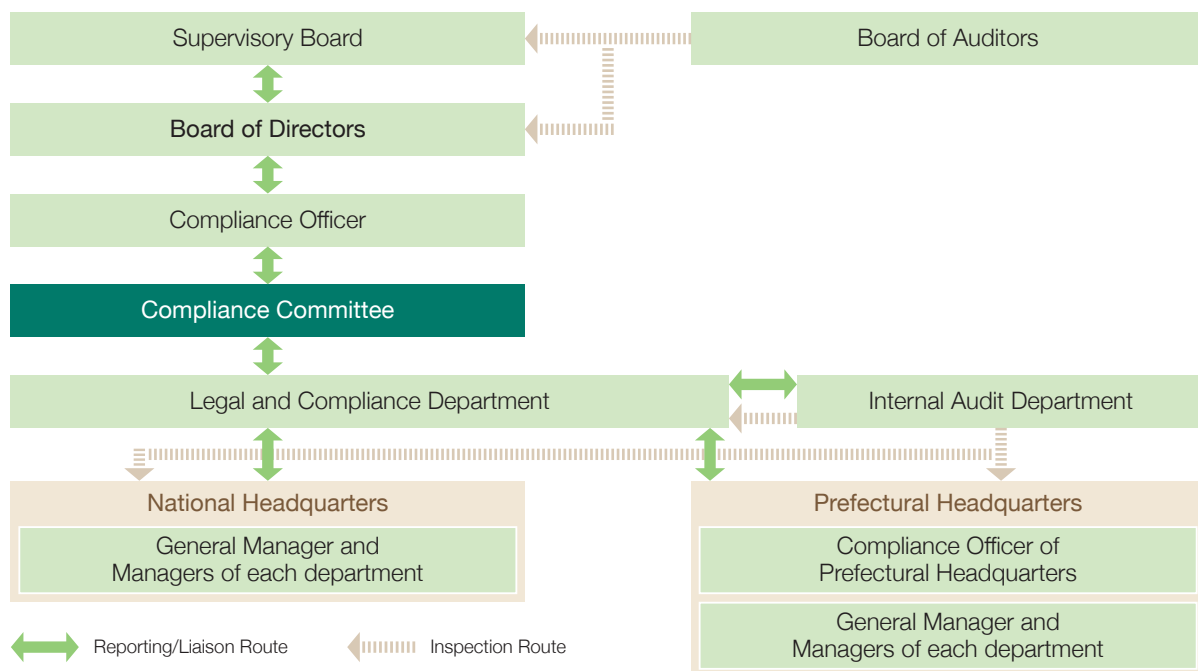 Supervisory Board
Board of Auditors
Board of Directors
Compliance Officer
Compliance Committee
Legal and Compliance Department
Internal Audit Department
National Headquarters
General Manager and
Managers of each department
Prefectural Headquarters
Compliance Officer of
Prefectural Headquarters
General Manager and
Managers of each department
Reporting/Liaison Route
Inspection Route